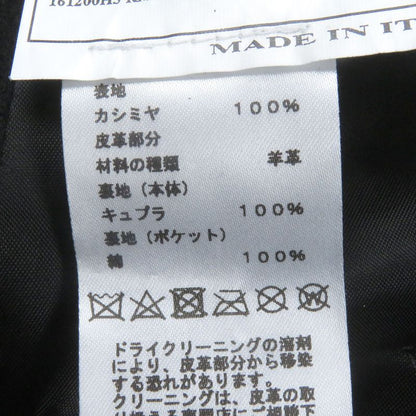 MADE IN IT
表地
カシミヤ 100%
皮革部分
材料の種類 羊革
裏地(本体)
キュプラ 100%
裏地(ポケット)
綿 100%
ドライクリーニングの溶剤
により、皮革部分から移染
する恐れがあります。
クリーニングは、皮革の取